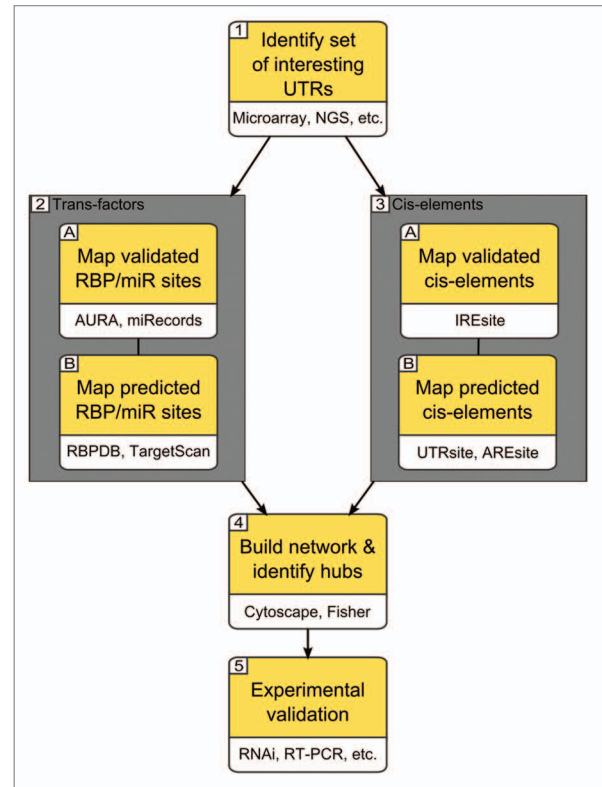 1
Identify set
of interesting
UTRs
Microarray, NGS, etc.
2 Trans-factors
A
Map validated
RBP/miR sites
AURA, miRecords
B
Map predicted
RBP/miR sites
RBPDB, TargetScan
3 Cis-elements
A
Map validated
cis-elements
IREsite
B
Map predicted
cis-elements
UTRsite, AREsite
4
Build network &
identify hubs
Cytoscape, Fisher
5
Experimental
validation
RNAi, RT-PCR, etc.